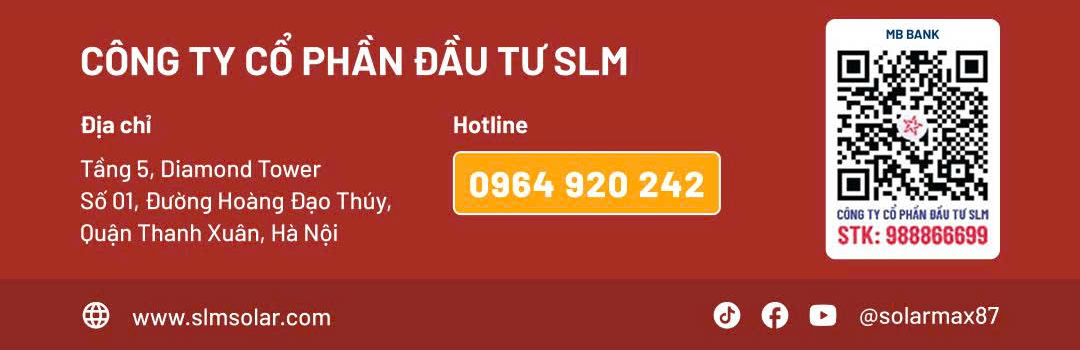 CÔNG TY CỔ PHẦN ĐẦU TƯ SLM
Địa chỉ
Tầng 5, Diamond Tower
Số 01, Đường Hoàng Đạo Thúy,
Quận Thanh Xuân, Hà Nội
Hotline
0964 920 242
MB BANK
CÔNG TY CỔ PHẦN ĐẦU TƯ SLM
STK: 988866699
www.slmsolar.com
@solarmax87